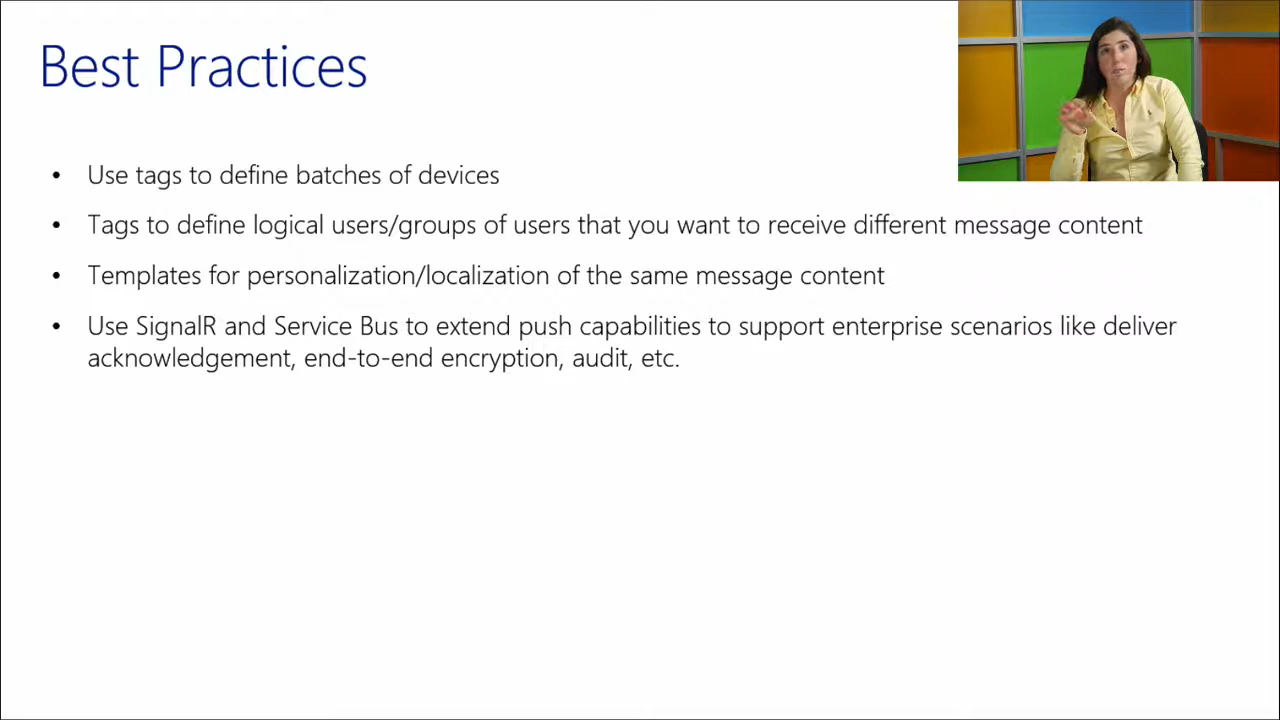 Best Practices
• Use tags to define batches of devices
• Tags to define logical users/groups of users that you want to receive different message content
• Templates for personalization/localization of the same message content
• Use SignalR and Service Bus to extend push capabilities to support enterprise scenarios like deliver
acknowledgement, end-to-end encryption, audit, etc.